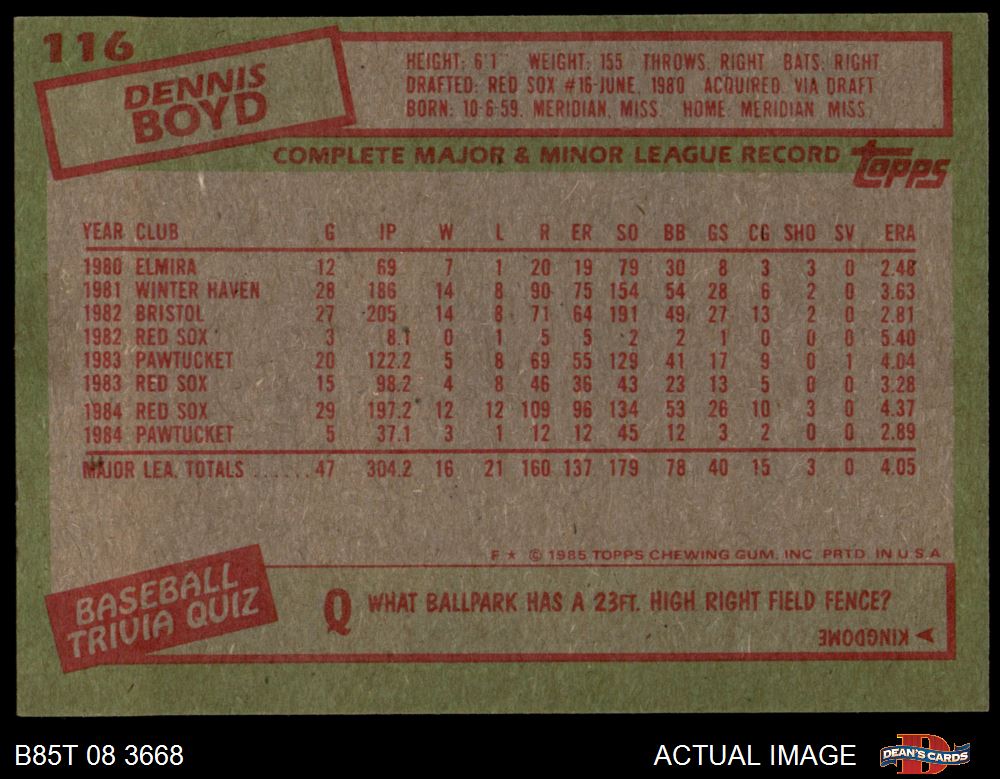 116
DENNIS
BOYD
HEIGHT: 6'1" WEIGHT: 155 THROWS: RIGHT BATS: RIGHT
DRAFTED: RED SOX #16-JUNE, 1980 ACQUIRED: VIA DRAFT
BORN: 10-6-59, MERIDIAN, MISS. HOME: MERIDIAN MISS.
COMPLETE MAJOR & MINOR LEAGUE RECORD
topps
YEAR CLUB G IP W L R ER SO BB GS CG SHO SV ERA
1980 ELMIRA 12 69 7 1 20 19 79 30 8 3 3 0 2.48
1981 WINTER HAVEN 28 186 14 8 90 75 154 54 28 6 2 0 3.63
1982 BRISTOL 27 205 14 8 71 64 191 49 27 13 2 0 2.81
1982 RED SOX 3 8.1 0 1 5 5 2 2 1 0 0 0 5.40
1983 PAWTUCKET 20 122.2 5 8 69 55 129 41 17 9 0 1 4.04
1983 RED SOX 15 98.2 4 8 46 36 43 23 13 5 0 0 3.28
1984 RED SOX 29 197.2 12 12 109 96 134 53 26 10 3 0 4.37
1984 PAWTUCKET 5 37.1 3 1 12 12 45 12 3 2 0 0 2.89
MAJOR LEA. TOTALS ...... 47 304.2 16 21 160 137 179 78 40 15 3 0 4.05
F * © 1985 TOPPS CHEWING GUM, INC. PRTD. IN U S A
BASEBALL
TRIVIA QUIZ
Q WHAT BALLPARK HAS A 23FT. HIGH RIGHT FIELD FENCE?
KINGDOME
B85T 08 3668
ACTUAL IMAGE
DEAN'S CARDS